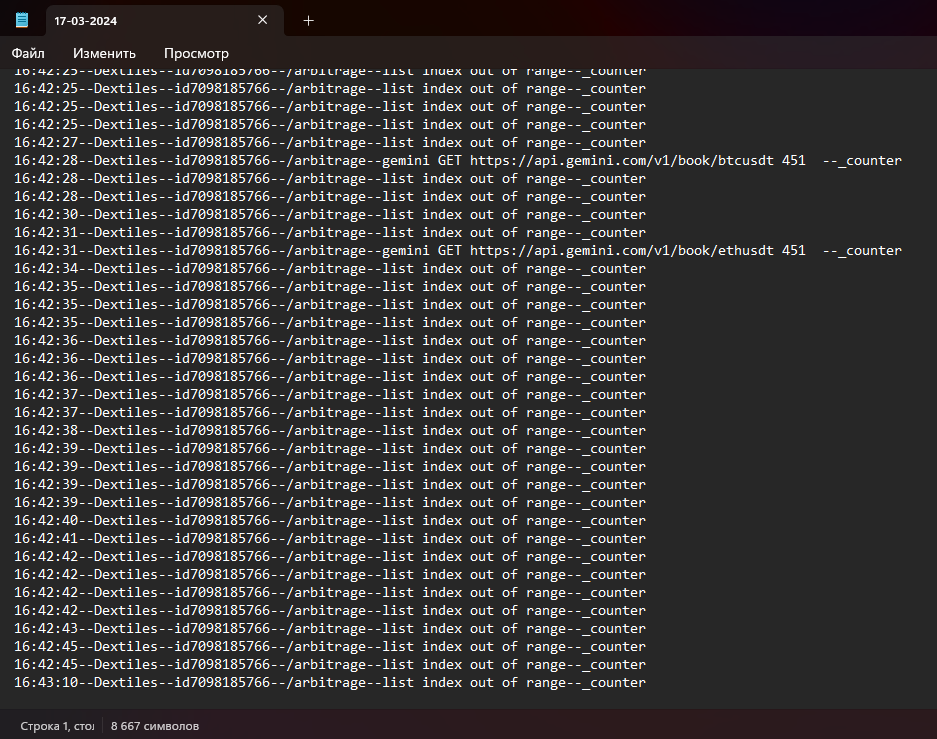 17-03-2024
Файл Изменить Просмотр
16:42:25--Dextiles--id7098185766--/arbitrage--list index out of range--_counter
16:42:25--Dextiles--id7098185766--/arbitrage--list index out of range--_counter
16:42:25--Dextiles--id7098185766--/arbitrage--list index out of range--_counter
16:42:25--Dextiles--id7098185766--/arbitrage--list index out of range--_counter
16:42:27--Dextiles--id7098185766--/arbitrage--list index out of range--_counter
16:42:28--Dextiles--id7098185766--/arbitrage--gemini GET https://api.gemini.com/v1/book/btcusdt 451  --_counter
16:42:28--Dextiles--id7098185766--/arbitrage--list index out of range--_counter
16:42:28--Dextiles--id7098185766--/arbitrage--list index out of range--_counter
16:42:30--Dextiles--id7098185766--/arbitrage--list index out of range--_counter
16:42:31--Dextiles--id7098185766--/arbitrage--list index out of range--_counter
16:42:31--Dextiles--id7098185766--/arbitrage--gemini GET https://api.gemini.com/v1/book/ethusdt 451  --_counter
16:42:34--Dextiles--id7098185766--/arbitrage--list index out of range--_counter
16:42:35--Dextiles--id7098185766--/arbitrage--list index out of range--_counter
16:42:35--Dextiles--id7098185766--/arbitrage--list index out of range--_counter
16:42:35--Dextiles--id7098185766--/arbitrage--list index out of range--_counter
16:42:36--Dextiles--id7098185766--/arbitrage--list index out of range--_counter
16:42:36--Dextiles--id7098185766--/arbitrage--list index out of range--_counter
16:42:36--Dextiles--id7098185766--/arbitrage--list index out of range--_counter
16:42:37--Dextiles--id7098185766--/arbitrage--list index out of range--_counter
16:42:37--Dextiles--id7098185766--/arbitrage--list index out of range--_counter
16:42:38--Dextiles--id7098185766--/arbitrage--list index out of range--_counter
16:42:39--Dextiles--id7098185766--/arbitrage--list index out of range--_counter
16:42:39--Dextiles--id7098185766--/arbitrage--list index out of range--_counter
16:42:39--Dextiles--id7098185766--/arbitrage--list index out of range--_counter
16:42:39--Dextiles--id7098185766--/arbitrage--list index out of range--_counter
16:42:40--Dextiles--id7098185766--/arbitrage--list index out of range--_counter
16:42:41--Dextiles--id7098185766--/arbitrage--list index out of range--_counter
16:42:42--Dextiles--id7098185766--/arbitrage--list index out of range--_counter
16:42:42--Dextiles--id7098185766--/arbitrage--list index out of range--_counter
16:42:42--Dextiles--id7098185766--/arbitrage--list index out of range--_counter
16:42:42--Dextiles--id7098185766--/arbitrage--list index out of range--_counter
16:42:43--Dextiles--id7098185766--/arbitrage--list index out of range--_counter
16:42:45--Dextiles--id7098185766--/arbitrage--list index out of range--_counter
16:42:45--Dextiles--id7098185766--/arbitrage--list index out of range--_counter
16:43:10--Dextiles--id7098185766--/arbitrage--list index out of range--_counter
Строка 1, сто 8 667 символов